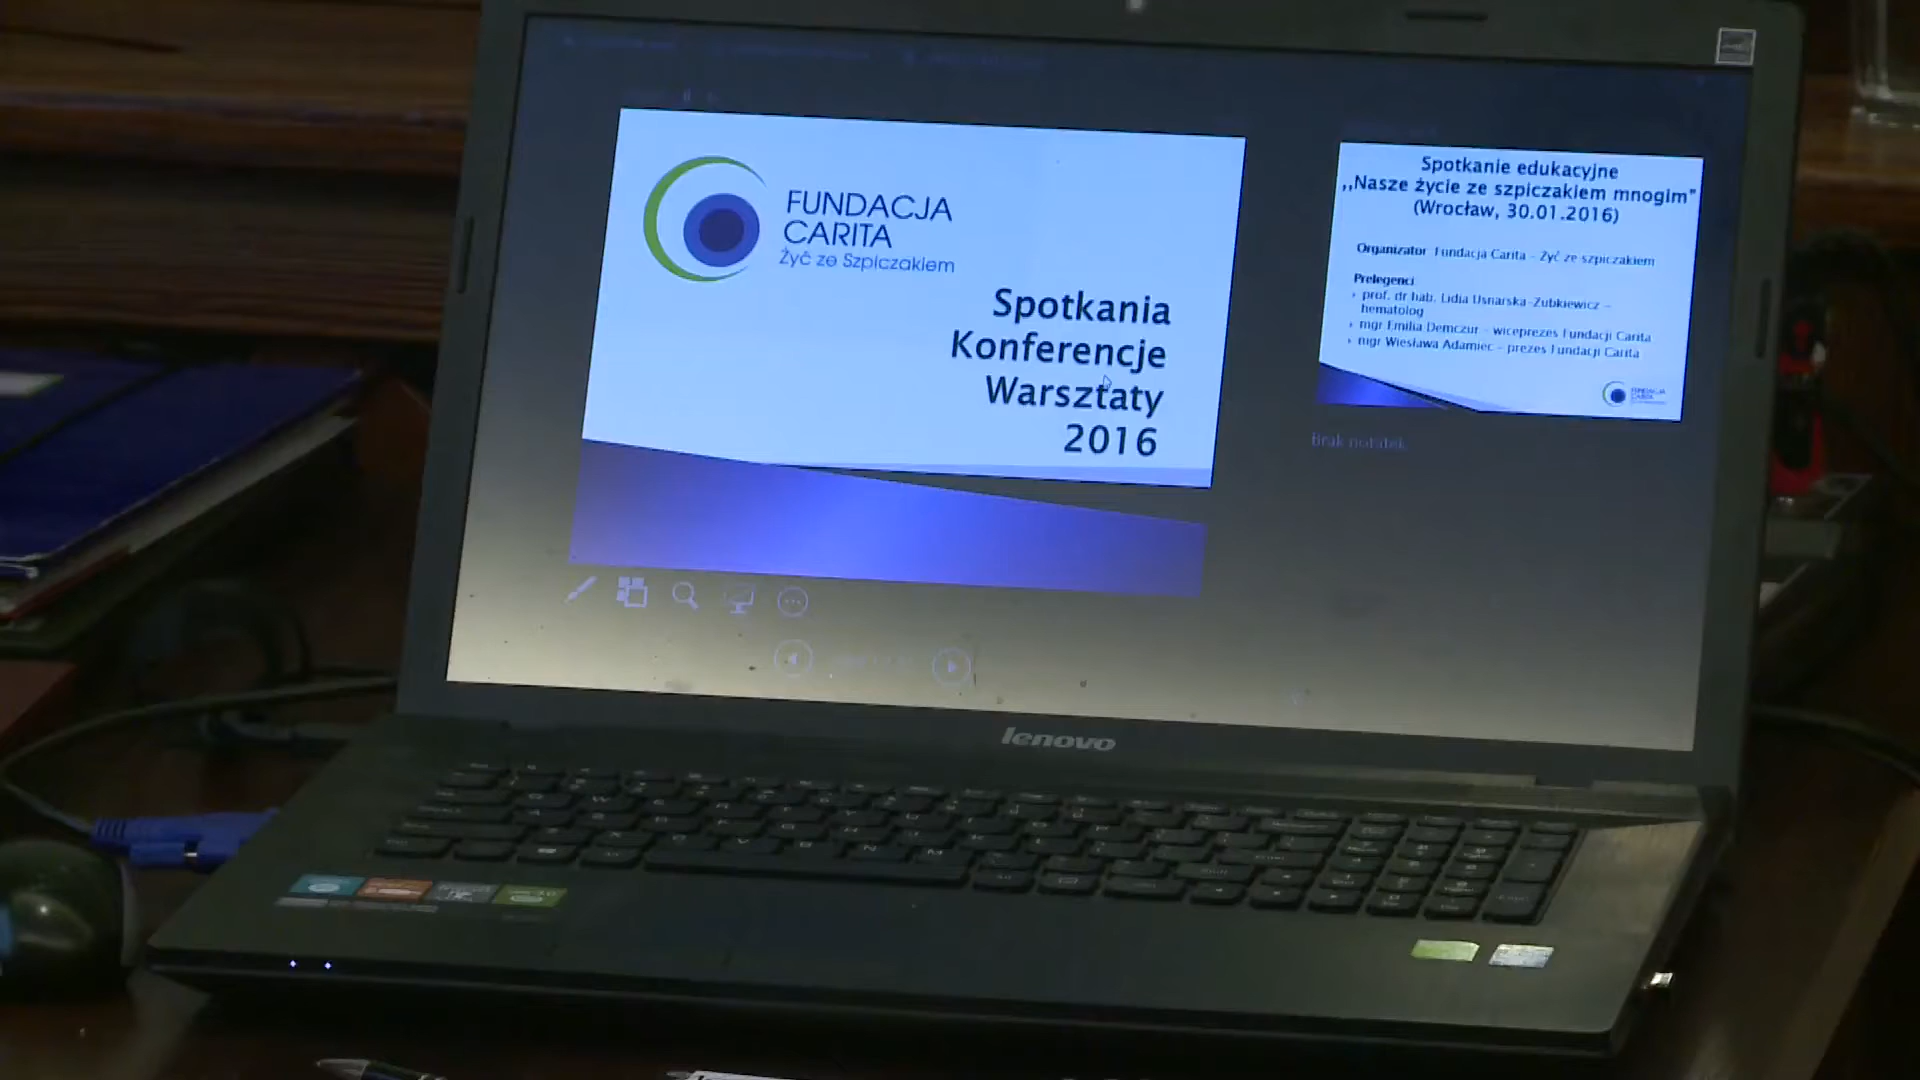 FUNDACJA
CARITA
Żyć ze Szpiczakiem
Spotkania
Konferencje
Warsztaty
2016
Spotkanie edukacyjne
,,Nasze życie ze szpiczakiem mnogim"
(Wrocław, 30.01.2016)
Organizator Fundacja Carita - Żyć ze szpiczakiem
Prelegenci
prof. dr hab. Lidia Usnarska-Zubkiewicz -
hematolog
mgr Emilia Demczur - wiceprezes Fundacji Carita
mgr Wiesława Adamiec - prezes Fundacji Carita
FUNDACJA
CARITA
Brak notatek
lenovo